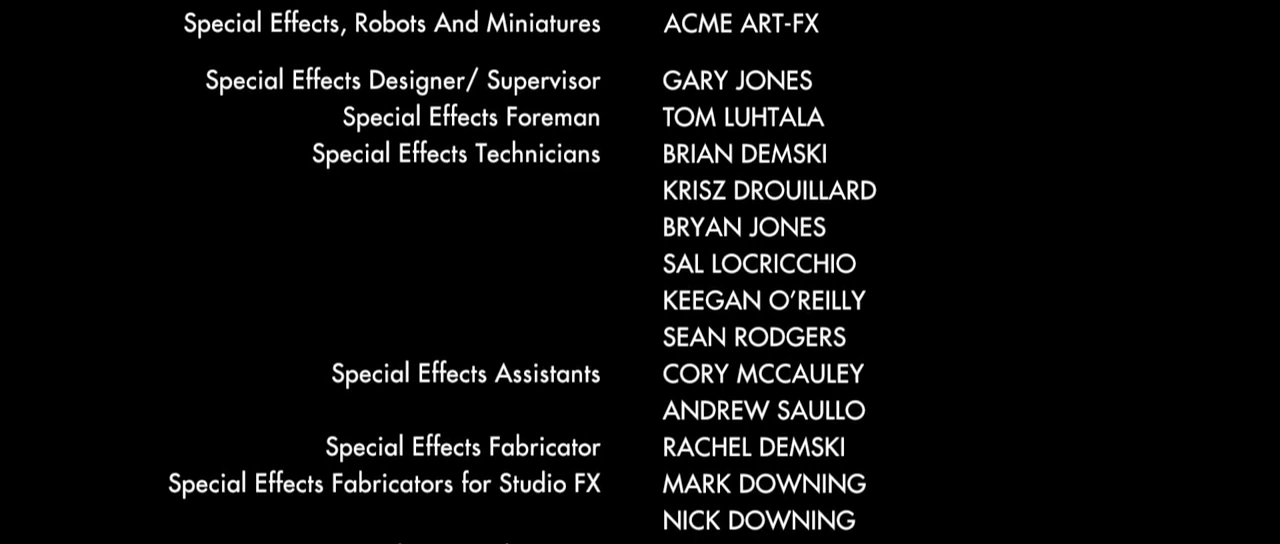 Special Effects, Robots And Miniatures ACME ART-FX
Special Effects Designer/ Supervisor GARY JONES
Special Effects Foreman TOM LUHTALA
Special Effects Technicians BRIAN DEMSKI
KRISZ DROUILLARD
BRYAN JONES
SAL LOCRICCHIO
KEEGAN O’REILLY
SEAN RODGERS
Special Effects Assistants CORY MCCAULEY
ANDREW SAULLO
Special Effects Fabricator RACHEL DEMSKI
Special Effects Fabricators for Studio FX MARK DOWNING
NICK DOWNING